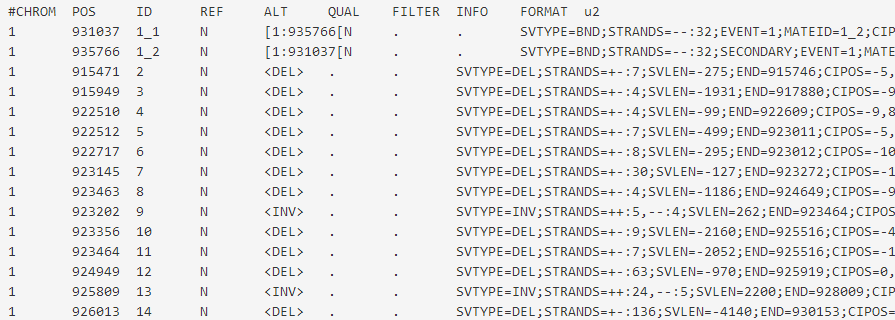 #CHROM POS ID REF ALT QUAL FILTER INFO FORMAT u2
1 931037 1_1 N [1:935766[N . . SVTYPE=BND;STRANDS=--:32;EVENT=1;MATEID=1_2;CIP
1 935766 1_2 N [1:931037[N . . SVTYPE=BND;STRANDS=--:32;SECONDARY;EVENT=1;MATE
1 915471 2 N <DEL> . . SVTYPE=DEL;STRANDS=+-:7;SVLEN=-275;END=915746;CIPOS=-5,
1 915949 3 N <DEL> . . SVTYPE=DEL;STRANDS=+-:4;SVLEN=-1931;END=917880;CIPOS=-9
1 922510 4 N <DEL> . . SVTYPE=DEL;STRANDS=+-:4;SVLEN=-99;END=922609;CIPOS=-9,8
1 922512 5 N <DEL> . . SVTYPE=DEL;STRANDS=+-:7;SVLEN=-499;END=923011;CIPOS=-5,
1 922717 6 N <DEL> . . SVTYPE=DEL;STRANDS=+-:8;SVLEN=-295;END=923012;CIPOS=-10
1 923145 7 N <DEL> . . SVTYPE=DEL;STRANDS=+-:30;SVLEN=-127;END=923272;CIPOS=-1
1 923463 8 N <DEL> . . SVTYPE=DEL;STRANDS=+-:4;SVLEN=-1186;END=924649;CIPOS=-9
1 923202 9 N <INV> . . SVTYPE=INV;STRANDS=++:5,--:4;SVLEN=262;END=923464;CIPOS
1 923356 10 N <DEL> . . SVTYPE=DEL;STRANDS=+-:9;SVLEN=-2160;END=925516;CIPOS=-4
1 923464 11 N <DEL> . . SVTYPE=DEL;STRANDS=+-:7;SVLEN=-2052;END=925516;CIPOS=-1
1 924949 12 N <DEL> . . SVTYPE=DEL;STRANDS=+-:63;SVLEN=-970;END=925919;CIPOS=0,
1 925809 13 N <INV> . . SVTYPE=INV;STRANDS=++:24,--:5;SVLEN=2200;END=928009;CIP
1 926013 14 N <DEL> . . SVTYPE=DEL;STRANDS=+-:136;SVLEN=-4140;END=930153;CIPOS